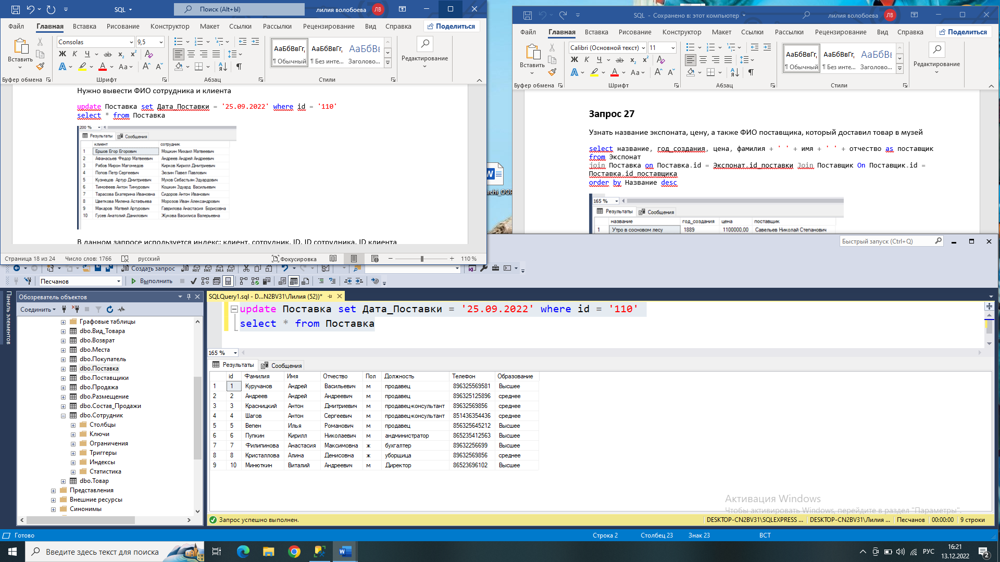 SQL
Поиск (Alt+Ы)
лилия волобоева
ЛВ
Файл
Главная
Вставка
Рисование
Конструктор
Макет
Ссылки
Рассылки
Рецензирование
Вид
Справка
Поделиться
Вставить
Consolas
9,5
АаБбВвГг,
АаБбВвГг,
АаБбВе
¶ Обычный
¶ Без инте...
Заголово...
Редактирование
Буфер обмена
Шрифт
Абзац
Стили
Нужно вывести ФИО сотрудника и клиента
update Поставка set Дата_Поставки = '25.09.2022' where id = '110'
select * from Поставка
200 %
Результаты
Сообщения
клиент сотрудник
1 Ершов Егор Егорович Мошкин Михаил Матвеевич
2 Афанасьев Федор Матвеевич Андреев Андрей Андреевич
3 Рябов Мирон Магомедов Кирков Кирилл Дмитриевич
4 Попов Петр Сергеевич Зюзин Павел Павлович
5 Кузнецов Артур Дмитриевич Мухов Себастьян Эдуардович
6 Тимофеев Антон Тимурович Кошкин Эдуард Васильевич
7 Тарасова Екатерина Ивановна Сидоров Антон Иванович
8 Цветкова Милена Астафьева Морозов Иван Александрович
9 Макаров Матвей Артурович Гаврилова Анастасия Борисовна
10 Гусев Анатолий Данилович Жукова Василиса Валерьевна
В данном запросе используется индекс: клиент, сотрудник, ID, ID сотрудника, ID клиента
Страница 18 из 24
Число слов: 1766
русский
Фокусировка
110 %
SQL - Сохранено в: этот компьютер
лилия волобоева
ЛВ
Файл
Главная
Вставка
Рисование
Конструктор
Макет
Ссылки
Рассылки
Рецензирование
Вид
Справка
Поделиться
Вставить
Calibri (Основной текст)
11
АаБбВвГг,
АаБбВвГг,
АаБбВе
¶ Обычный
¶ Без инте...
Заголово...
Редактирование
Буфер обмена
Шрифт
Абзац
Стили
Запрос 27
Узнать название экспоната, цену, а также ФИО поставщика, который доставил товар в музей
select название, год_создания, цена, фамилия + ' ' + имя + ' ' + отчество as поставщик
from Экспонат
join Поставка on Поставка.id = Экспонат.id_поставки Join Поставщик On Поставщик.id =
Поставка.id_поставщика
order by Название desc
165 %
Результаты
Сообщения
название год_создания цена поставщик
1 Утро в сосновом лесу 1889 1100000,00 Савельев Николай Степанович
Быстрый запуск (Ctrl+Q)
Создать запрос
Песчанов
Выполнить
Панель элементов
Обозреватель объектов
Соединить
Графовые таблицы
dbo.Вид_Товара
dbo.Возврат
dbo.Места
dbo.Покупатель
dbo.Поставка
dbo.Поставщики
dbo.Продажа
dbo.Размещение
dbo.Состав_Продажи
dbo.Сотрудник
Столбцы
Ключи
Ограничения
Триггеры
Индексы
Статистика
dbo.Товар
Представления
Внешние ресурсы
Синонимы
SQLQuery1.sql - D...N2BV31\Лилия (52))*
update Поставка set Дата_Поставки = '25.09.2022' where id = '110'
select * from Поставка
165 %
Результаты
Сообщения
id Фамилия Имя Отчество Пол Должность Телефон Образование
1 1 Куручанов Андрей Васильевич м продавец 896325569581 Высшее
2 2 Андреев Андрей Андреевич м продавец 896325125896 среднее
3 3 Красницкий Антон Дмитриевич м продавец-консультант 89632569856 среднее
4 4 Шагов Антон Сергеевич м продавец-консультант 851436354436 среднее
5 5 Велен Илья Романович м продавец 856325645212 Высшее
6 6 Пупкин Кирилл Николаевич м андминистратор 865235412563 Высшее
7 7 Филипинова Анастасия Максимовна ж бухгалтер 89632256699 Высшее
8 8 Кристаллова Алина Денисовна ж уборщица 89632569856 среднее
9 10 Минюткин Виталий Андреевич м Директор 86523696102 Высшее
Активация Windows
Чтобы активировать Windows, перейдите в раздел "Параметры".
Запрос успешно выполнен.
DESKTOP-CN2BV31\SQLEXPRESS ...
DESKTOP-CN2BV31\Лилия ...
Песчанов
00:00:00
9 строки
Готово
Строка 2
Столбец 23
Знак 23
ВСТ
Введите здесь текст для поиска
РУС
16:21
13.12.2022
2